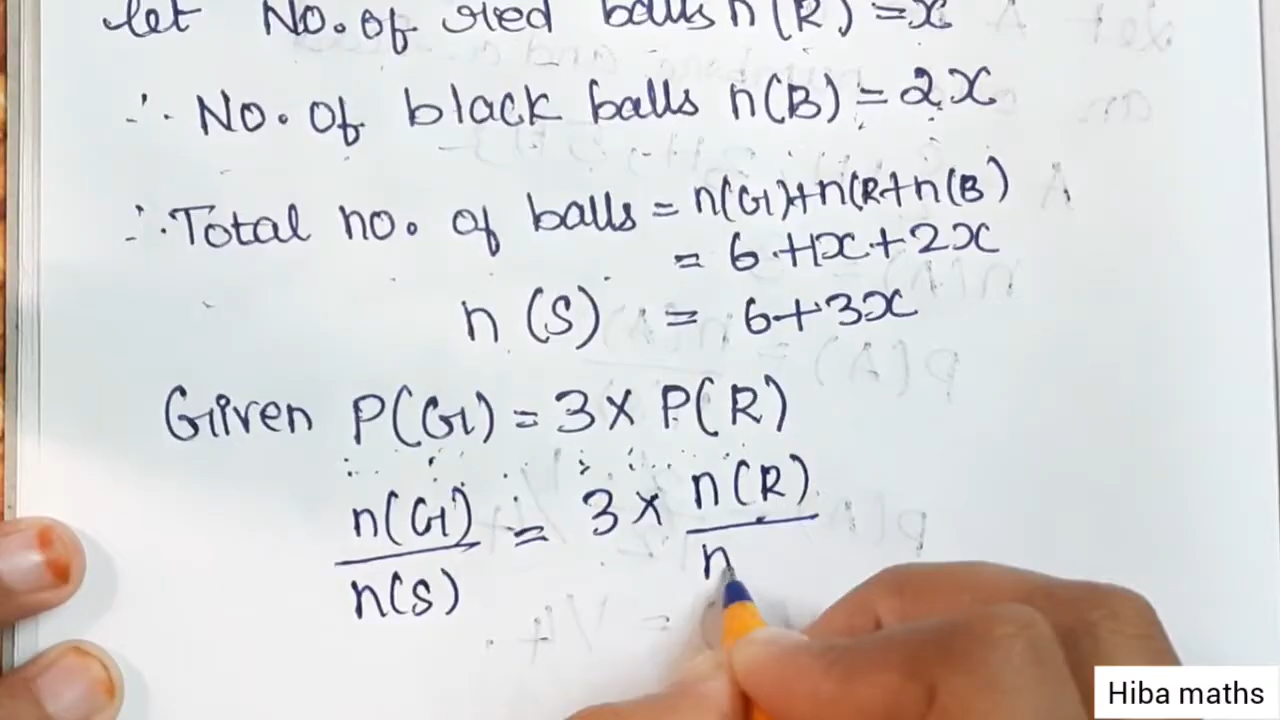 let No. of red balls n(R) = x
∴ No. of black balls n(B) = 2x
∴ Total no. of balls = n(G)+n(R+n(B)
= 6+x+2x
n(S) = 6+3x
Given P(G) = 3 × P(R)
n(G)/n(S) = 3 × n(R)/n
Hiba maths